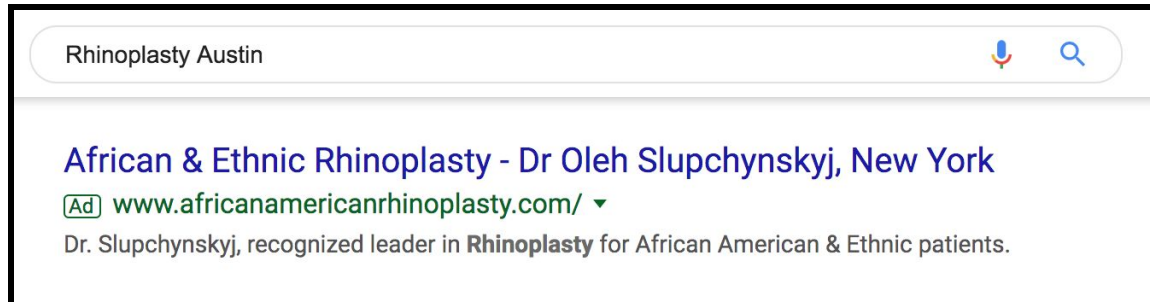 Rhinoplasty Austin
African & Ethnic Rhinoplasty - Dr Oleh Slupchynskyj, New York
Ad www.africanamericanrhinoplasty.com/
Dr. Slupchynskyj, recognized leader in Rhinoplasty for African American & Ethnic patients.